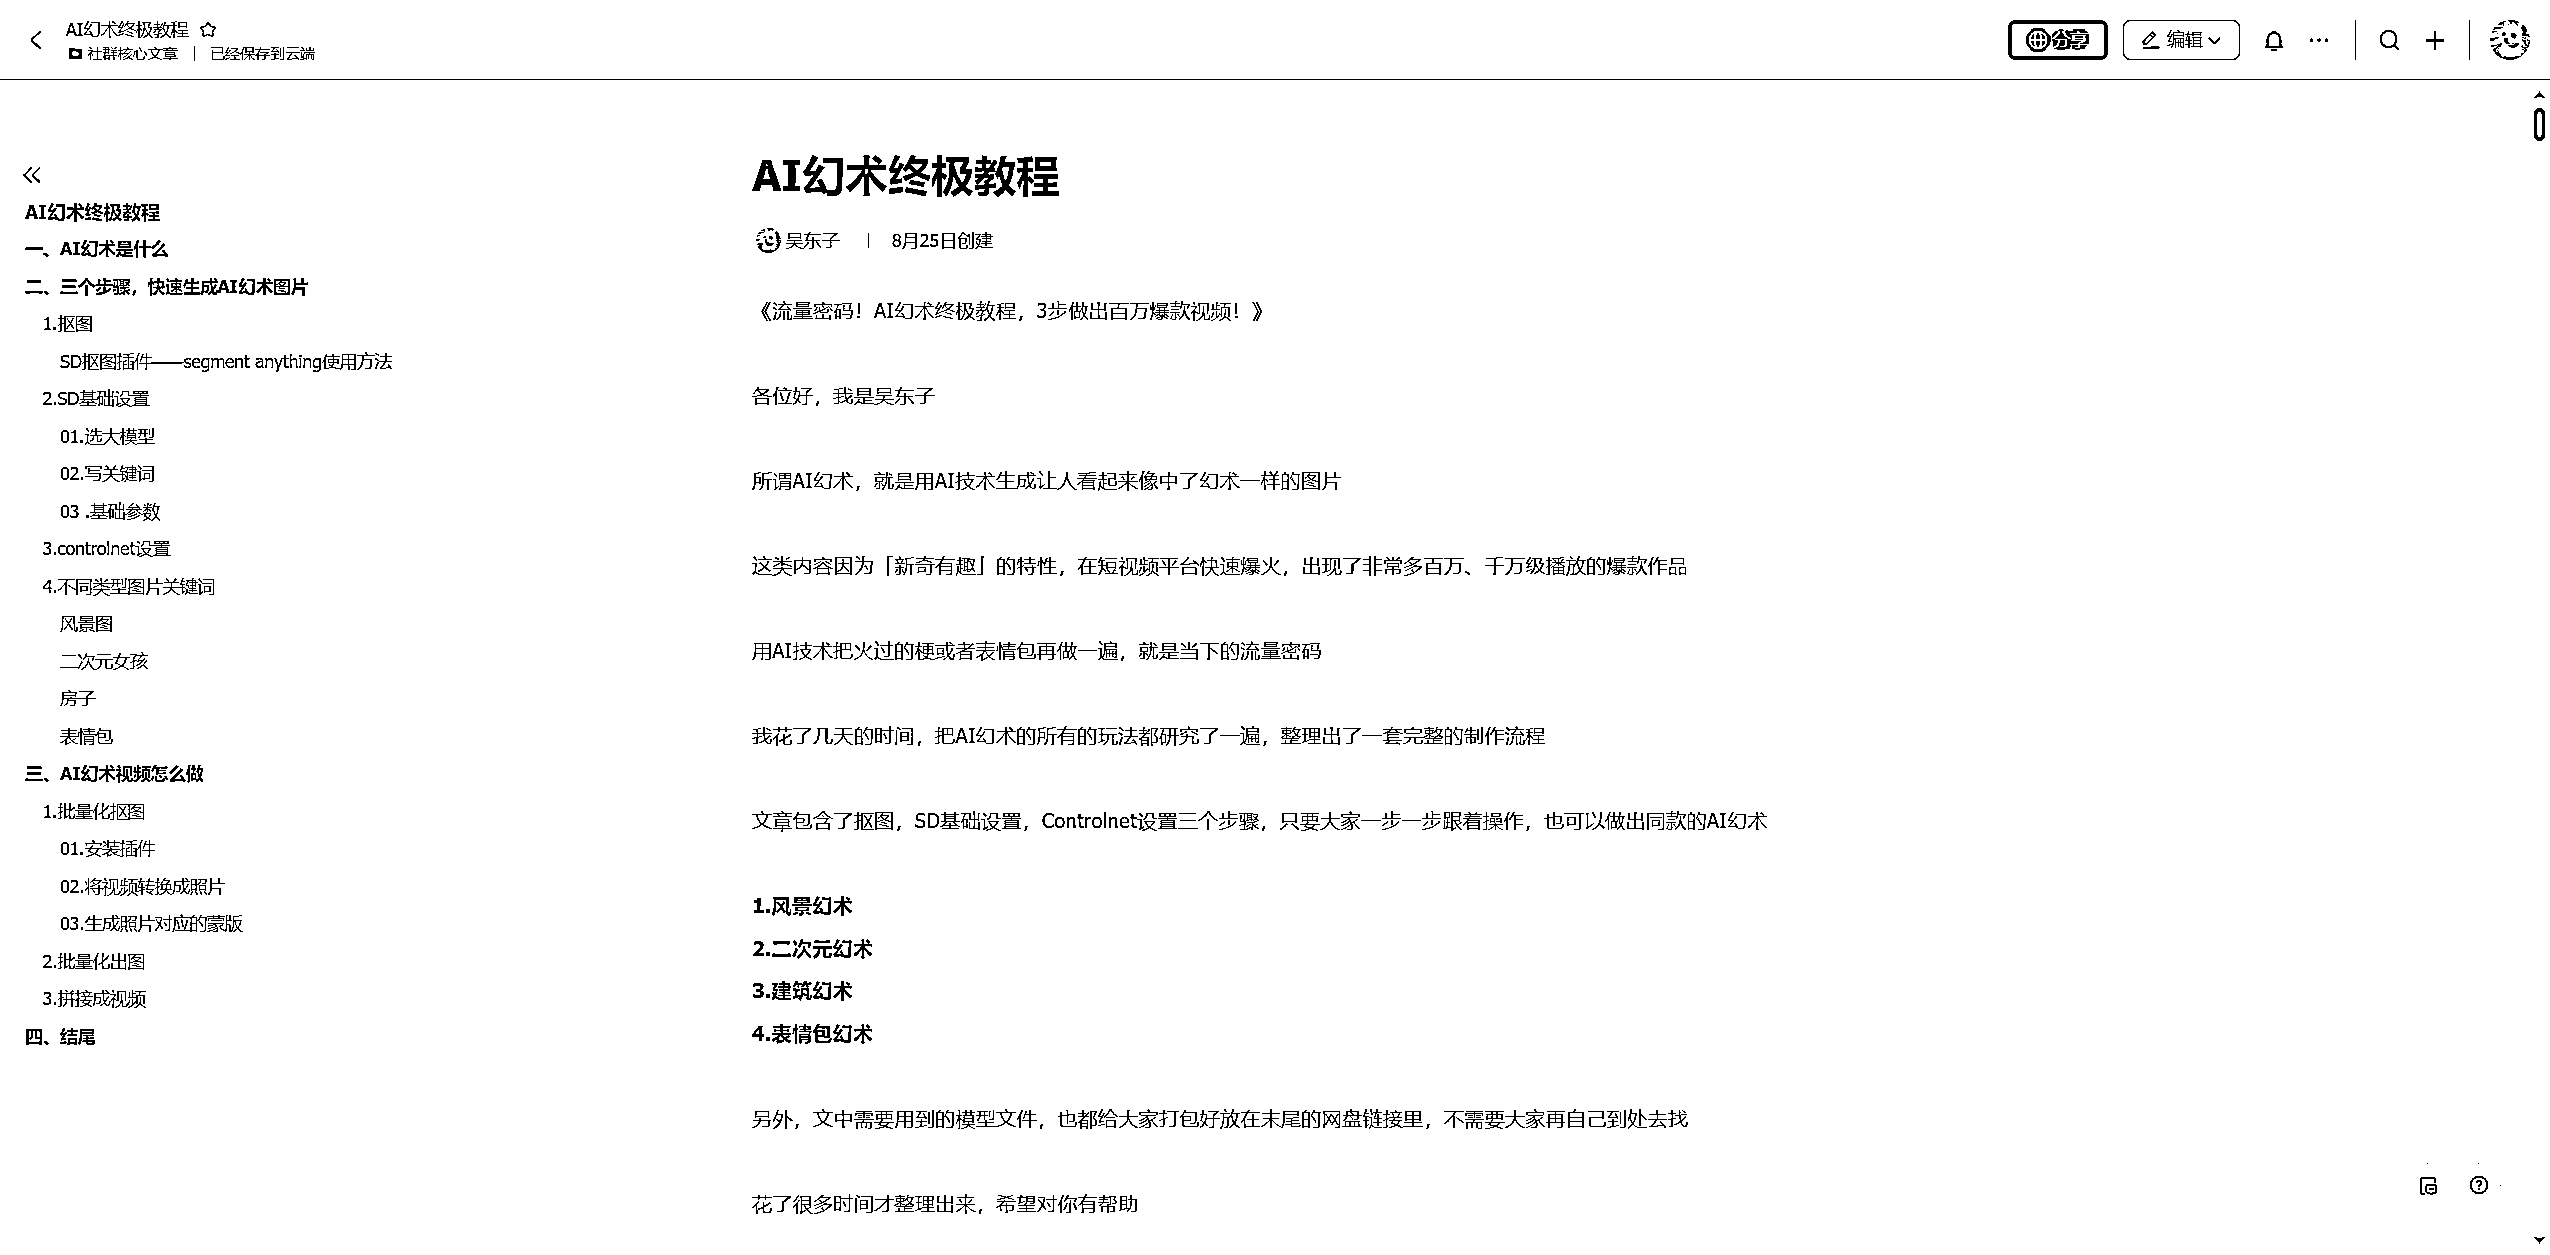 AI幻术终极教程
社群核心文章 | 已经保存到云端
分享
编辑
AI幻术终极教程
一、AI幻术是什么
二、三个步骤，快速生成AI幻术图片
1.抠图
SD抠图插件——segment anything使用方法
2.SD基础设置
01.选大模型
02.写关键词
03 .基础参数
3.controlnet设置
4.不同类型图片关键词
风景图
二次元女孩
房子
表情包
三、AI幻术视频怎么做
1.批量化抠图
01.安装插件
02.将视频转换成照片
03.生成照片对应的蒙版
2.批量化出图
3.拼接成视频
四、结尾
AI幻术终极教程
吴东子 | 8月25日创建
《流量密码！AI幻术终极教程，3步做出百万爆款视频！》
各位好，我是吴东子
所谓AI幻术，就是用AI技术生成让人看起来像中了幻术一样的图片
这类内容因为「新奇有趣」的特性，在短视频平台快速爆火，出现了非常多百万、千万级播放的爆款作品
用AI技术把火过的梗或者表情包再做一遍，就是当下的流量密码
我花了几天的时间，把AI幻术的所有的玩法都研究了一遍，整理出了一套完整的制作流程
文章包含了抠图，SD基础设置，Controlnet设置三个步骤，只要大家一步一步跟着操作，也可以做出同款的AI幻术
1.风景幻术
2.二次元幻术
3.建筑幻术
4.表情包幻术
另外，文中需要用到的模型文件，也都给大家打包好放在末尾的网盘链接里，不需要大家再自己到处去找
花了很多时间才整理出来，希望对你有帮助